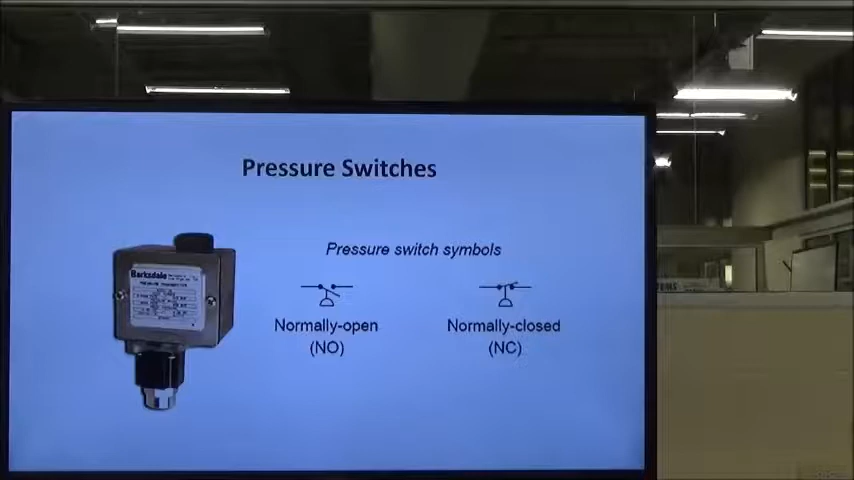 Pressure Switches
Pressure switch symbols
Barksdale
Normally-open
(NO)
Normally-closed
(NC)